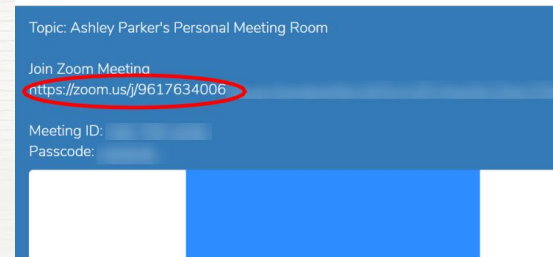 Topic: Ashley Parker's Personal Meeting Room
Join Zoom Meeting
https://zoom.us/j/9617634006
Meeting ID:
Passcode: